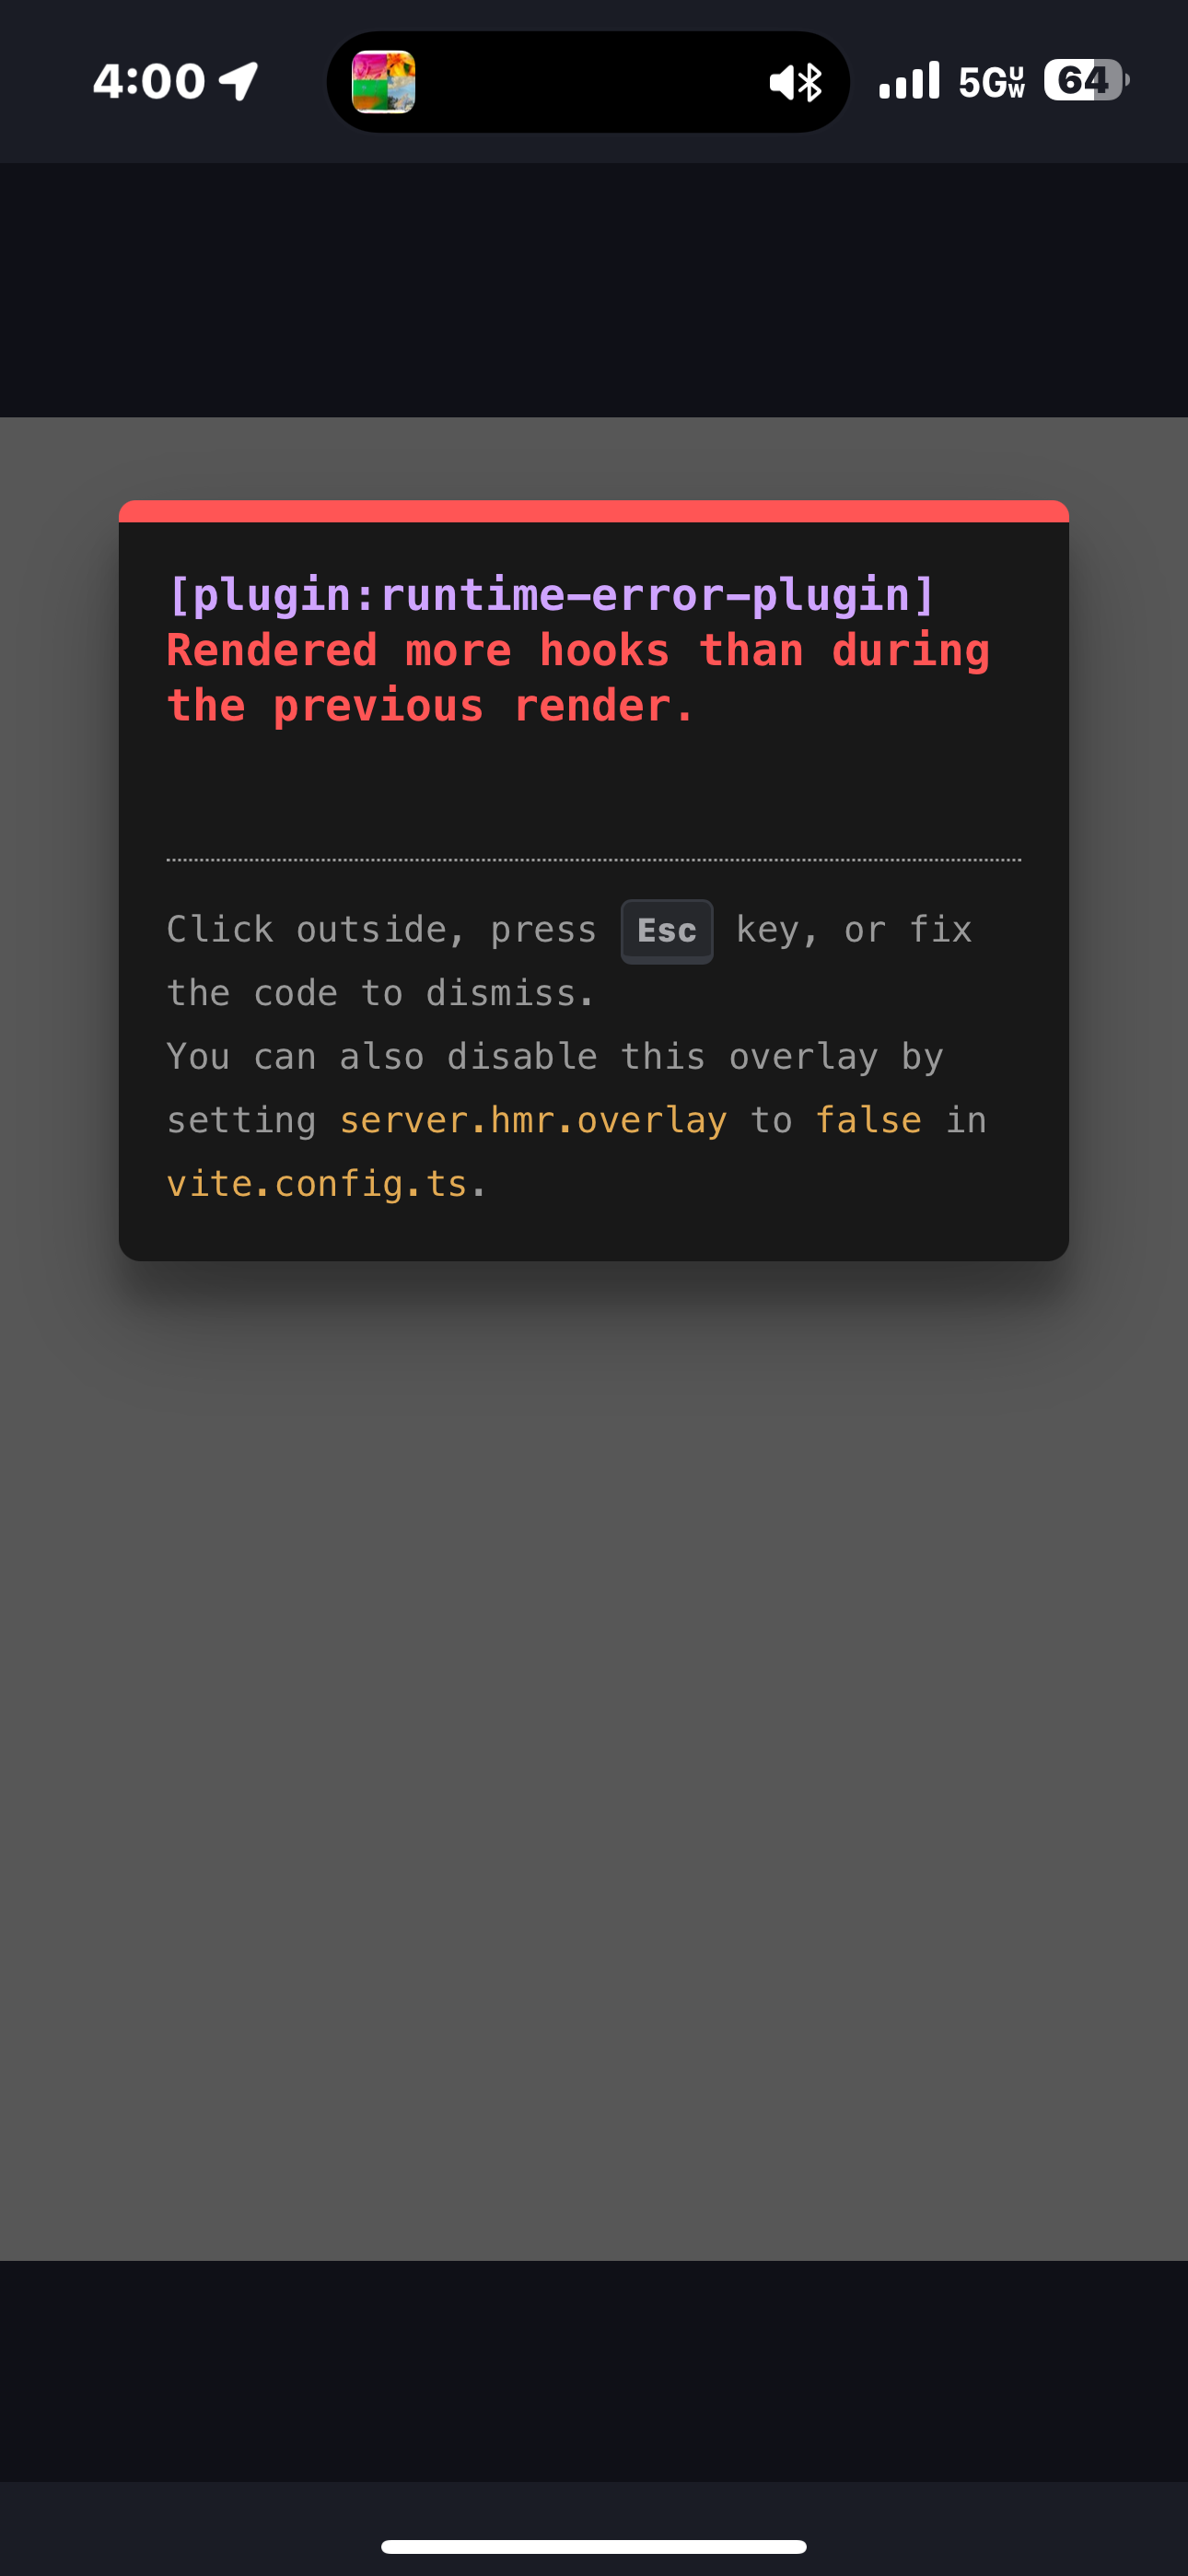 4:00
5GUW
64
[plugin:runtime-error-plugin]
Rendered more hooks than during
the previous render.
Click outside, press Esc key, or fix
the code to dismiss.
You can also disable this overlay by
setting server.hmr.overlay to false in
vite.config.ts.